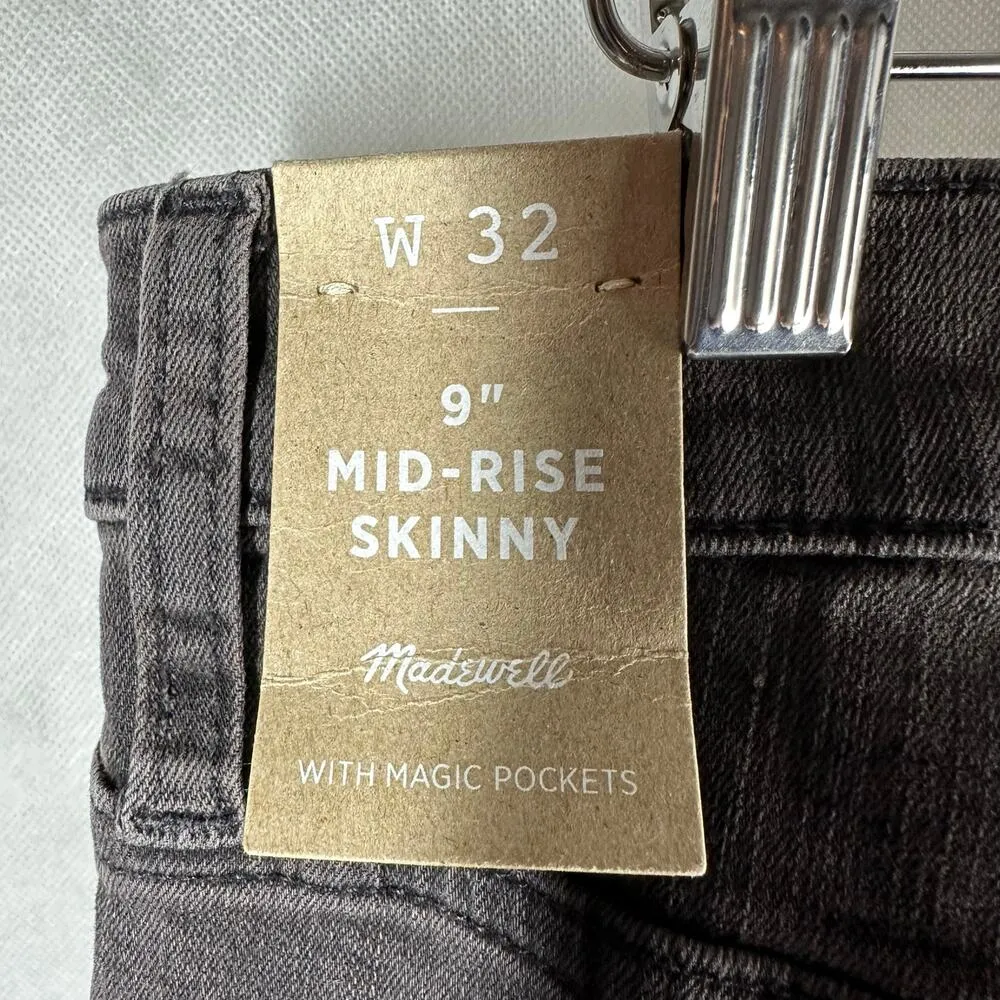 W 32
9"
MID-RISE
SKINNY
Madewell
WITH MAGIC POCKETS